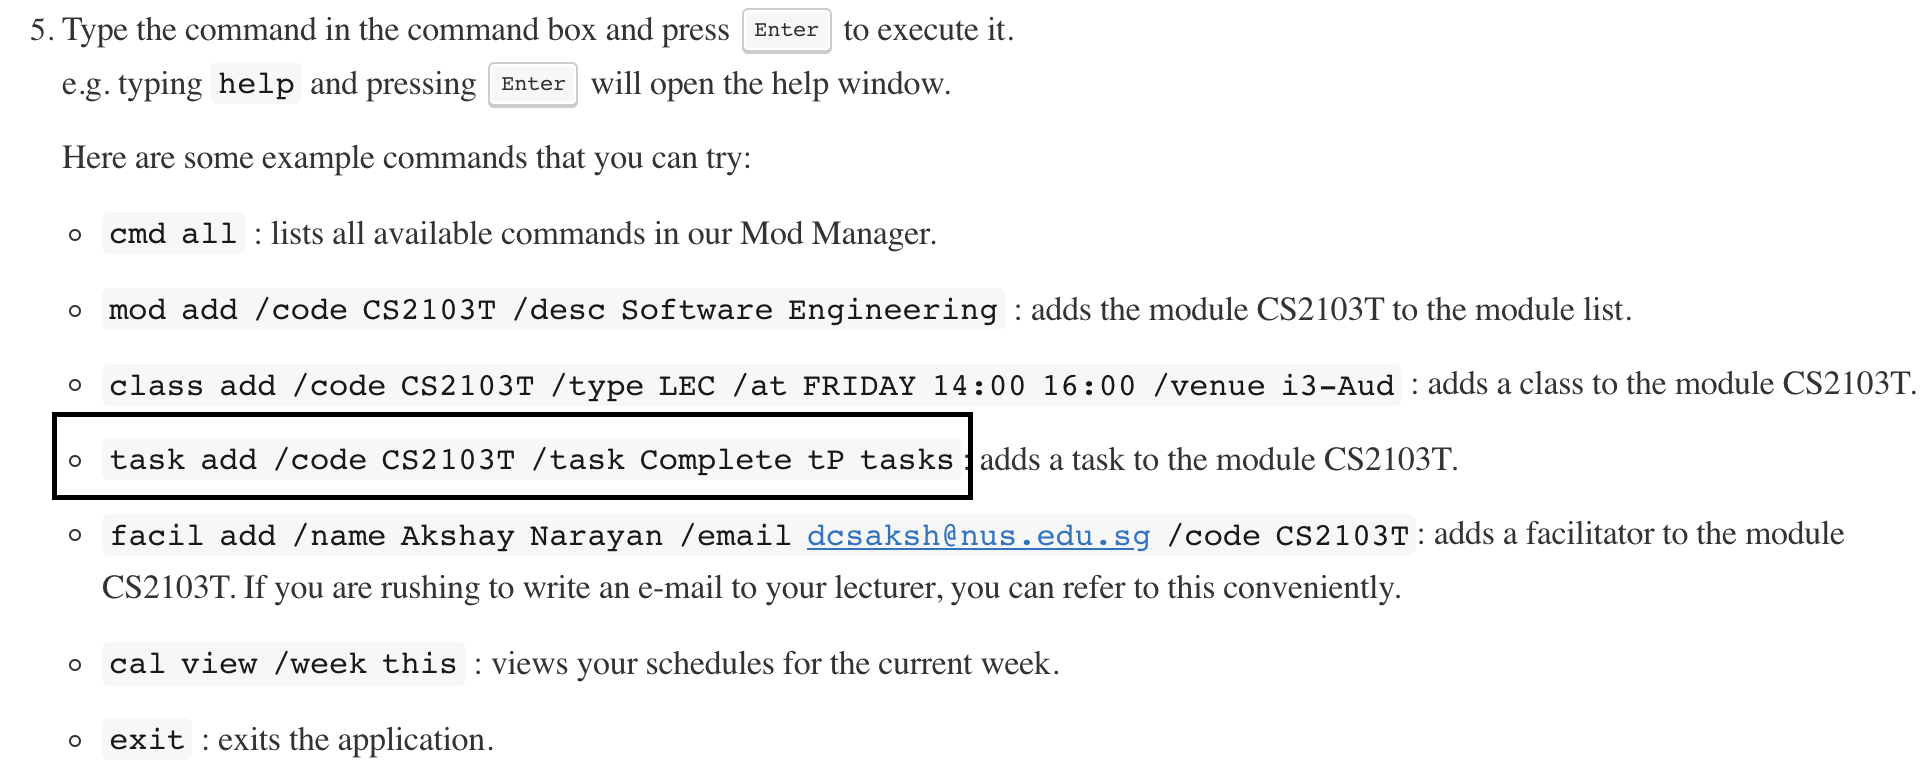 5. Type the command in the command box and press Enter to execute it.
e.g. typing help and pressing Enter will open the help window.
Here are some example commands that you can try:
cmd all : lists all available commands in our Mod Manager.
mod add /code CS2103T /desc Software Engineering : adds the module CS2103T to the module list.
class add /code CS2103T /type LEC /at FRIDAY 14:00 16:00 /venue i3-Aud : adds a class to the module CS2103T.
task add /code CS2103T /task Complete tP tasks : adds a task to the module CS2103T.
facil add /name Akshay Narayan /email dcsaksh@nus.edu.sg /code CS2103T : adds a facilitator to the module
CS2103T. If you are rushing to write an e-mail to your lecturer, you can refer to this conveniently.
cal view /week this : views your schedules for the current week.
exit : exits the application.